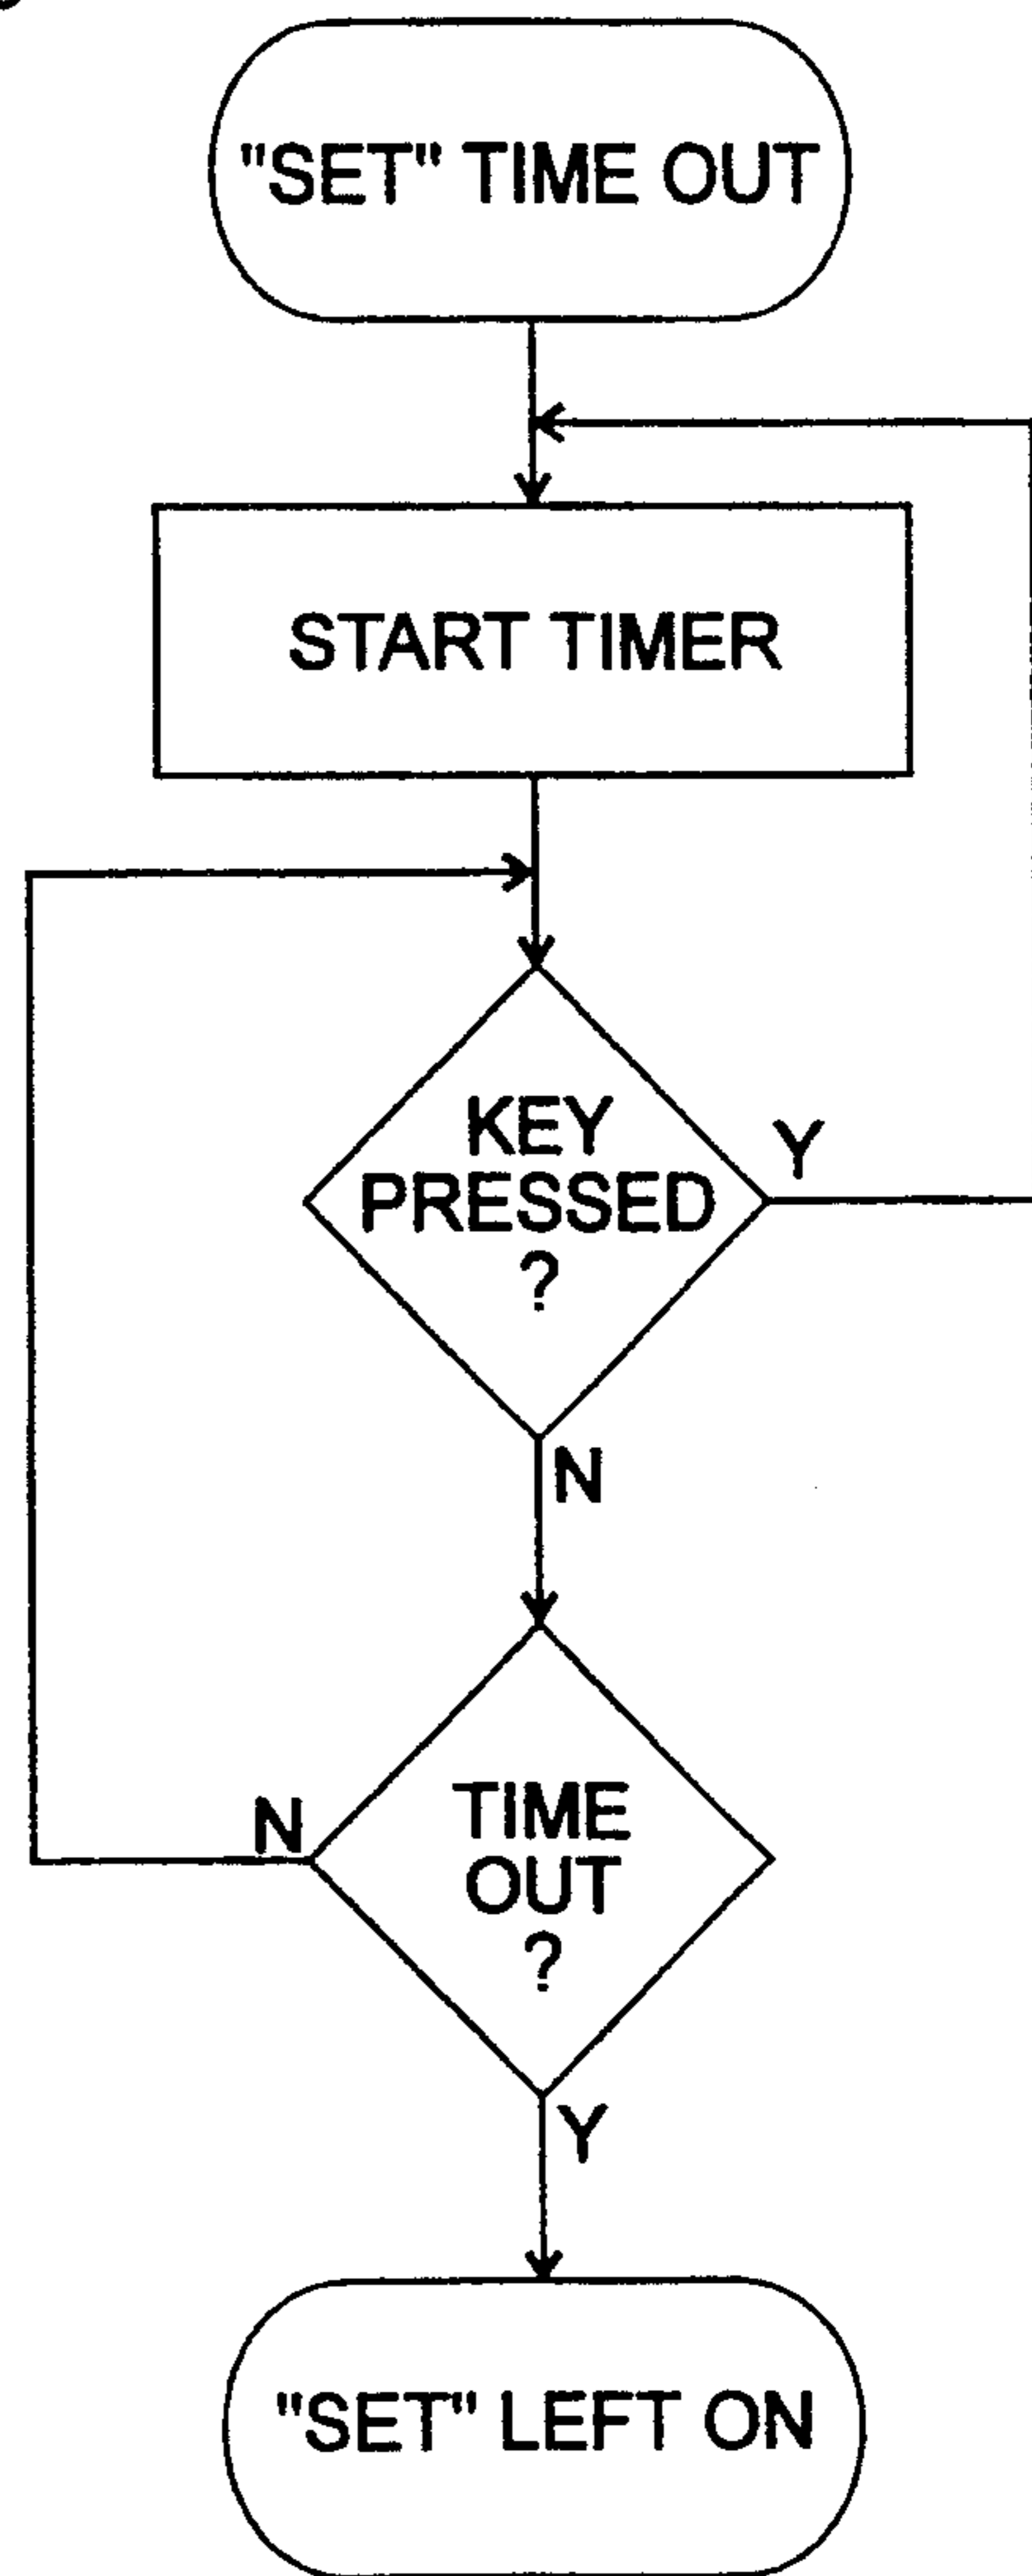 "SET" TIME OUT
START TIMER
KEY
PRESSED
?
Y
N
TIME
OUT
?
N
Y
"SET" LEFT ON